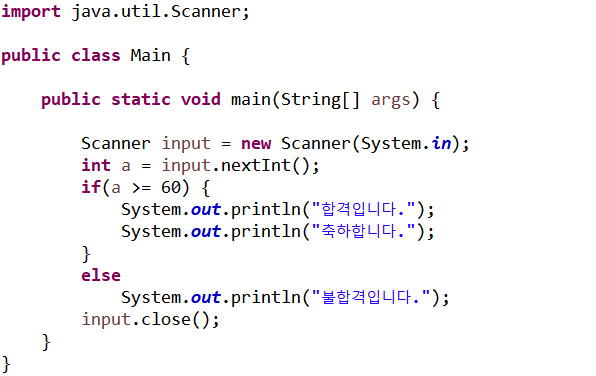 import java.util.Scanner;
public class Main {
public static void main(String[] args) {
Scanner input = new Scanner(System.in);
int a = input.nextInt();
if(a >= 60) {
System.out.println("합격입니다.");
System.out.println("축하합니다.");
}
else
System.out.println("불합격입니다.");
input.close();
}
}